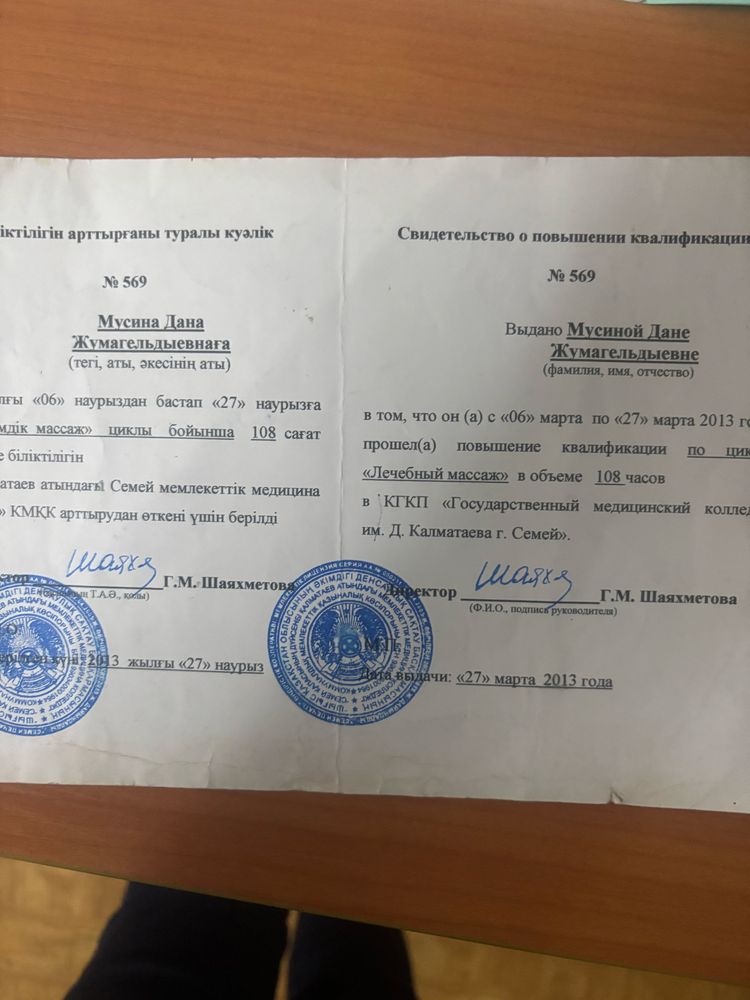 іктілігін арттырғаны туралы куәлік
№ 569
Мусина Дана
Жумагельдыевнаға
(тегі, аты, әкесінің аты)
лғы «06» наурыздан бастап «27» наурызға
мдік массаж» циклы бойынша 108 сағат
е біліктілігін
атаев атындағы Семей мемлекеттік медицина
» КМҚК арттырудан өткені үшін берілді
Г.М. Шаяхметова
Т.А.Ә., қолы)
2013 жылғы «27» наурыз
Свидетельство о повышении квалификации
№ 569
Выдано Мусиной Дане
Жумагельдыевне
(фамилия, имя, отчество)
в том, что он (а) с «06» марта по «27» марта 2013 го
прошел(а) повышение квалификации по цик
«Лечебный массаж» в объеме 108 часов
в КГКП «Государственный медицинский коллед
им. Д. Калматаева г. Семей».
Директор Г.М. Шаяхметова
(Ф.И.О., подпись руководителя)
М.П.
Дата выдачи: «27» марта 2013 года